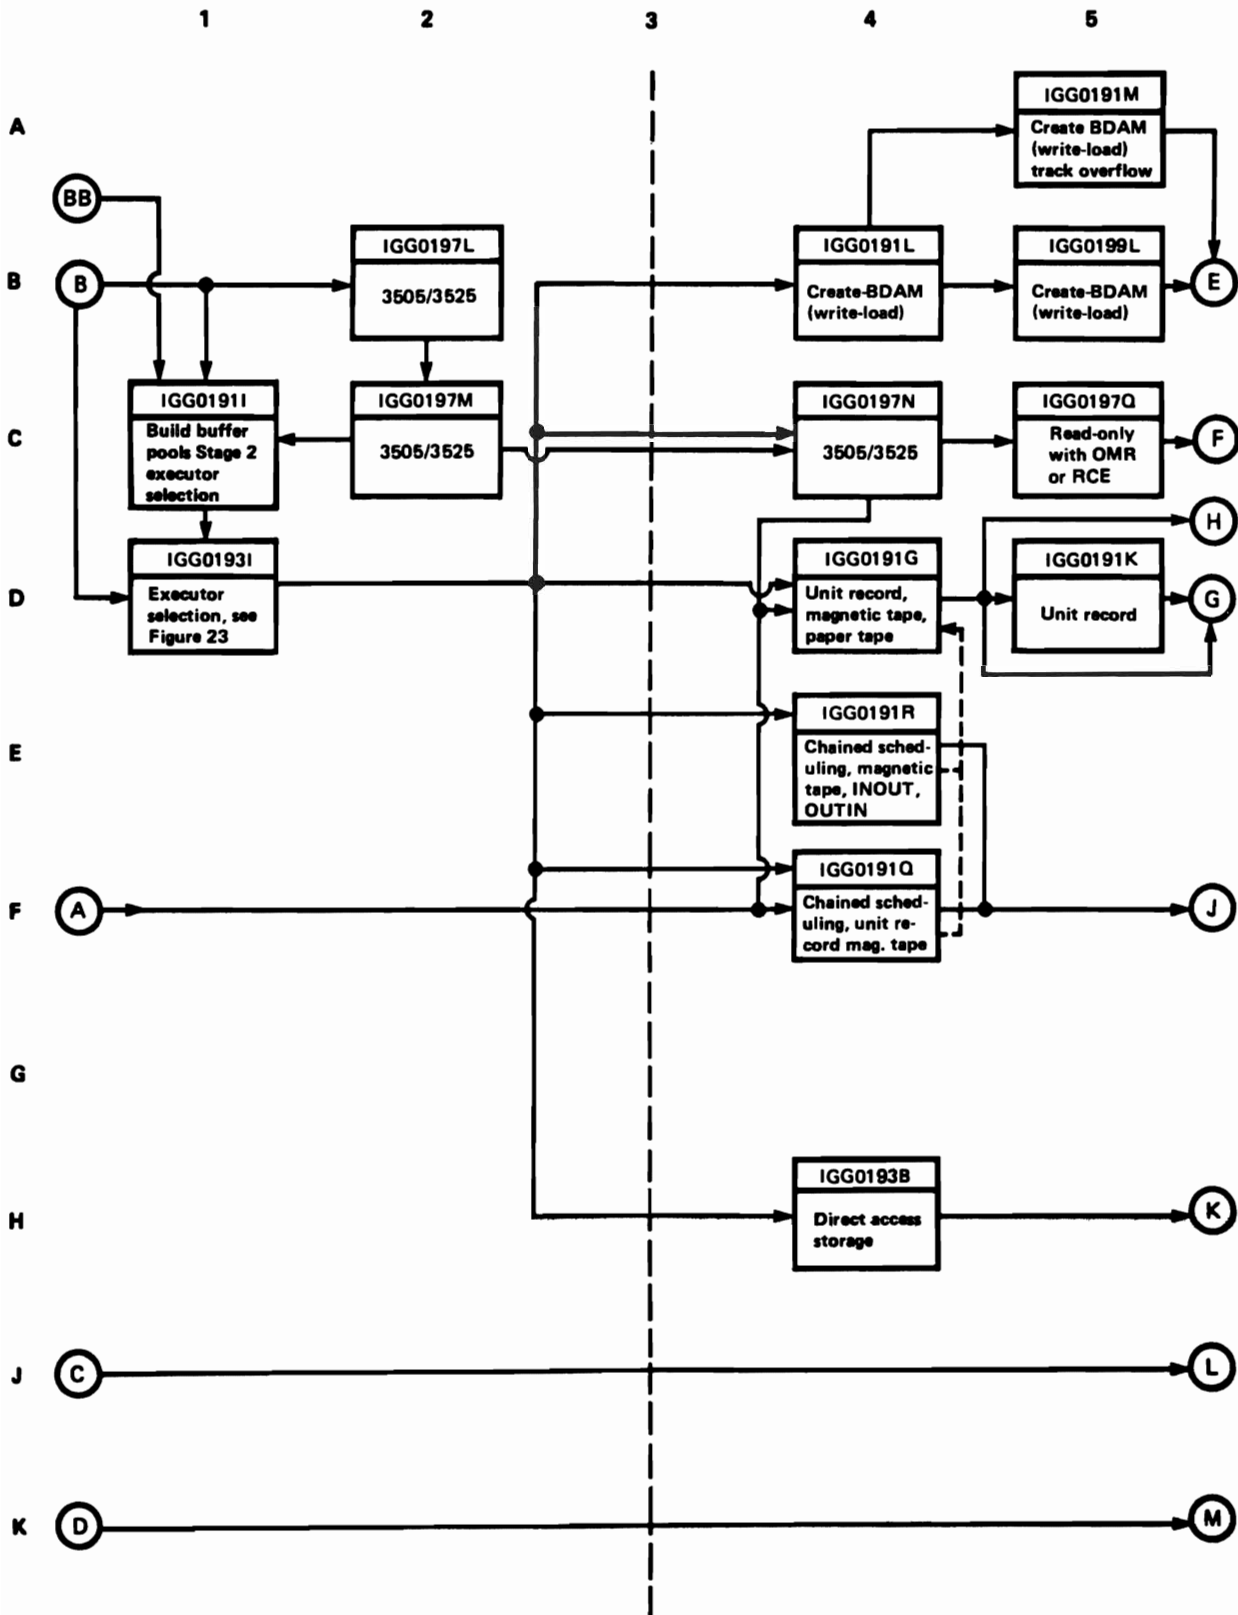 1 2 3 4 5
A
IGG0191M
Create BDAM
(write-load)
track overflow
BB
B
B
IGG0197L
3505/3525
IGG0191L
Create-BDAM
(write-load)
IGG0199L
Create-BDAM
(write-load)
E
C
IGG0191I
Build buffer
pools Stage 2
executor
selection
IGG0197M
3505/3525
IGG0197N
3505/3525
IGG0197Q
Read-only
with OMR
or RCE
F
H
D
IGG0193I
Executor
selection, see
Figure 23
IGG0191G
Unit record,
magnetic tape,
paper tape
IGG0191K
Unit record
G
E
IGG0191R
Chained sched-
uling, magnetic
tape, INOUT,
OUTIN
F
A
IGG0191Q
Chained sched-
uling, unit re-
cord mag. tape
J
G
H
IGG0193B
Direct access
storage
K
J
C
L
K
D
M